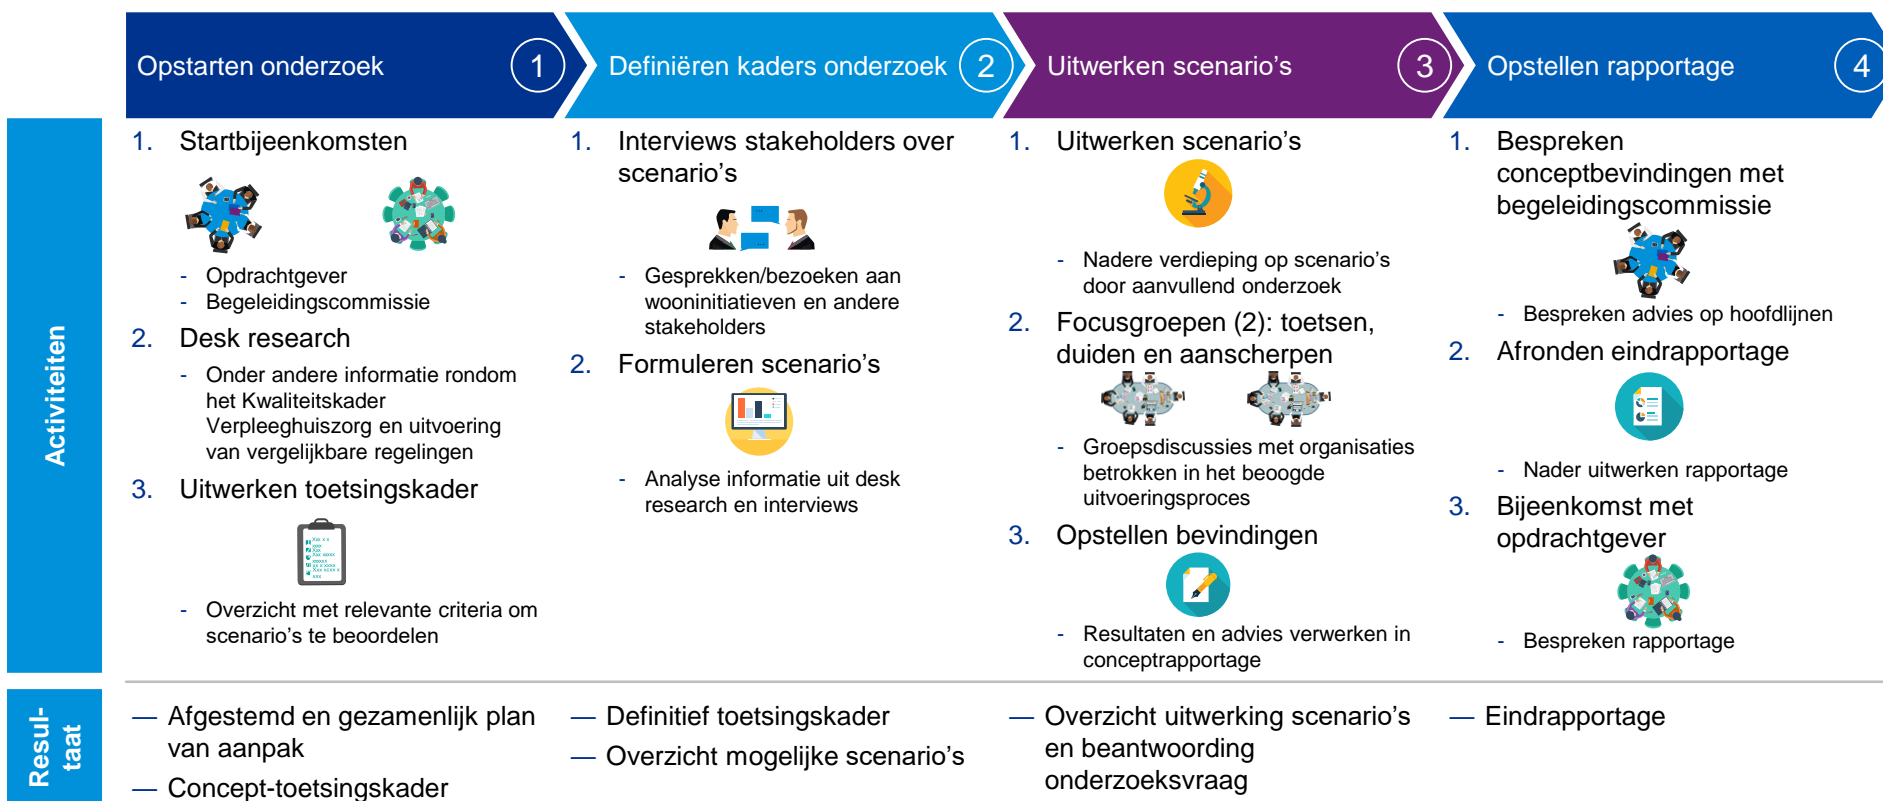 Opstarten onderzoek
1
Definiëren kaders onderzoek
2
Uitwerken scenario’s
3
Opstellen rapportage
4
Activiteiten
1. Startbijeenkomsten
- Opdrachtgever
- Begeleidingscommissie
2. Desk research
- Onder andere informatie rondom
het Kwaliteitskader
Verpleeghuiszorg en uitvoering
van vergelijkbare regelingen
3. Uitwerken toetsingskader
- Overzicht met relevante criteria om
scenario’s te beoordelen
1. Interviews stakeholders over
scenario’s
- Gesprekken/bezoeken aan
wooninitiatieven en andere
stakeholders
2. Formuleren scenario’s
- Analyse informatie uit desk
research en interviews
1. Uitwerken scenario’s
- Nadere verdieping op scenario’s
door aanvullend onderzoek
2. Focusgroepen (2): toetsen,
duiden en aanscherpen
- Groepsdiscussies met organisaties
betrokken in het beoogde
uitvoeringsproces
3. Opstellen bevindingen
- Resultaten en advies verwerken in
conceptrapportage
1. Bespreken
conceptbevindingen met
begeleidingscommissie
- Bespreken advies op hoofdlijnen
2. Afronden eindrapportage
- Nader uitwerken rapportage
3. Bijeenkomst met
opdrachtgever
- Bespreken rapportage
Resul-
taat
— Afgestemd en gezamenlijk plan
van aanpak
— Concept-toetsingskader
— Definitief toetsingskader
— Overzicht mogelijke scenario’s
— Overzicht uitwerking scenario’s
en beantwoording
onderzoeksvraag
— Eindrapportage